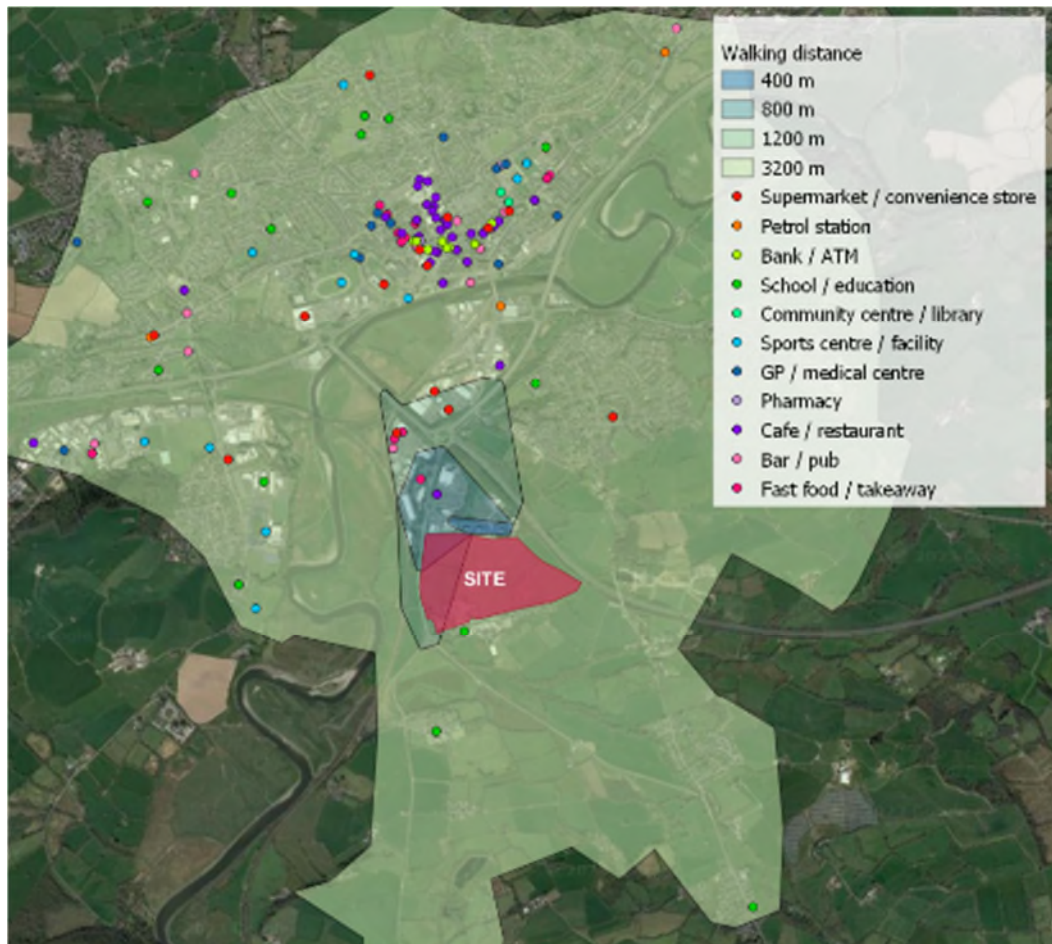 Walking distance
400 m
800 m
1200 m
3200 m
Supermarket / convenience store
Petrol station
Bank / ATM
School / education
Community centre / library
Sports centre / facility
GP / medical centre
Pharmacy
Cafe / restaurant
Bar / pub
Fast food / takeaway
SITE